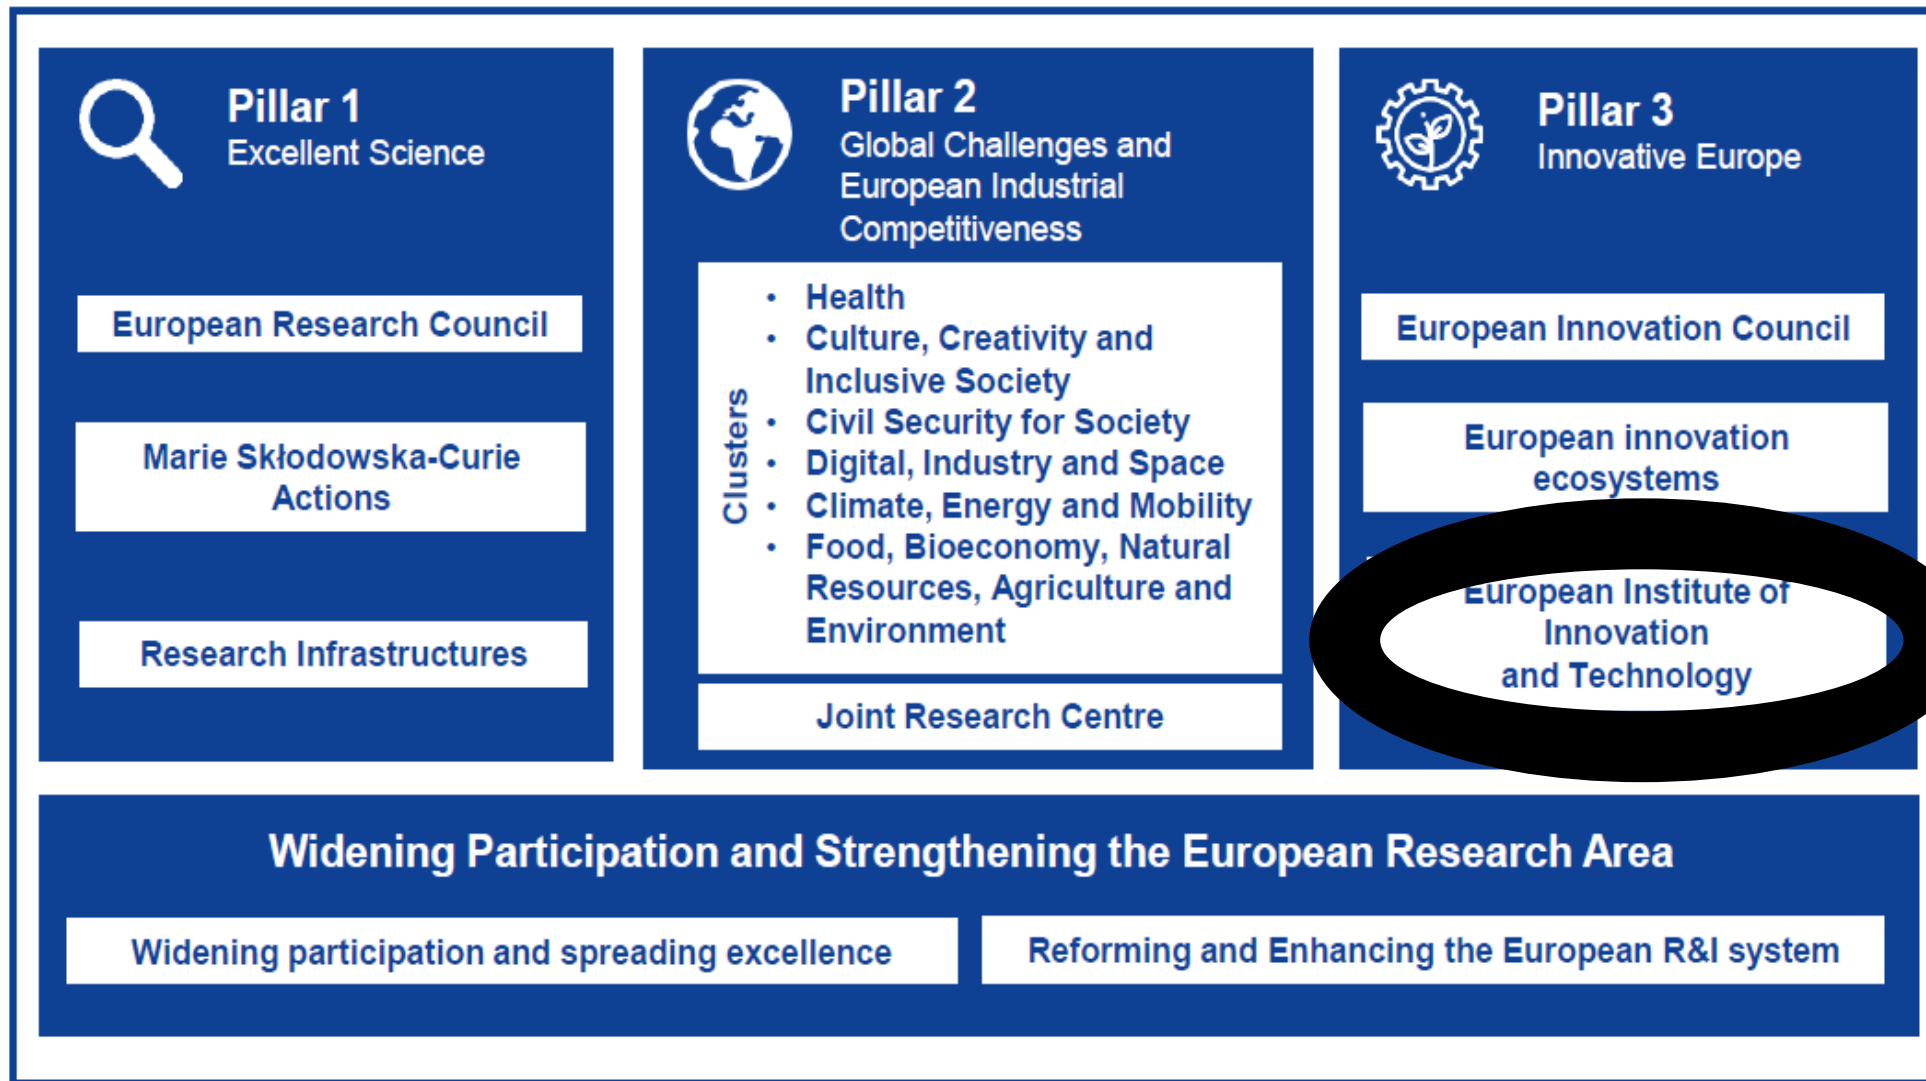 Pillar 1
Excellent Science
European Research Council
Marie Skłodowska-Curie
Actions
Research Infrastructures
Pillar 2
Global Challenges and
European Industrial
Competitiveness
Clusters
• Health
• Culture, Creativity and
Inclusive Society
• Civil Security for Society
• Digital, Industry and Space
• Climate, Energy and Mobility
• Food, Bioeconomy, Natural
Resources, Agriculture and
Environment
Joint Research Centre
Pillar 3
Innovative Europe
European Innovation Council
European innovation
ecosystems
European Institute of
Innovation
and Technology
Widening Participation and Strengthening the European Research Area
Widening participation and spreading excellence
Reforming and Enhancing the European R&I system